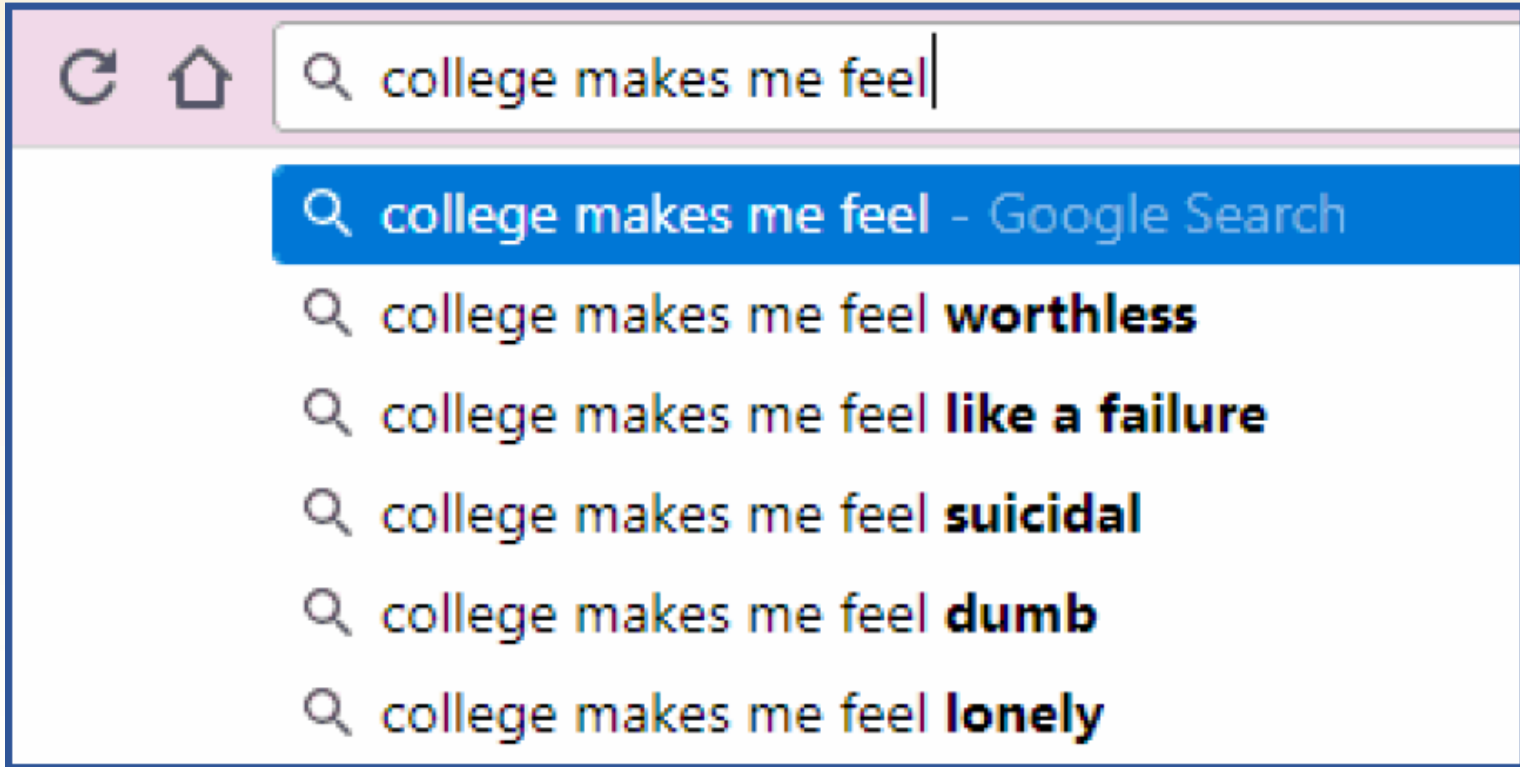 college makes me feel
college makes me feel - Google Search
college makes me feel worthless
college makes me feel like a failure
college makes me feel suicidal
college makes me feel dumb
college makes me feel lonely